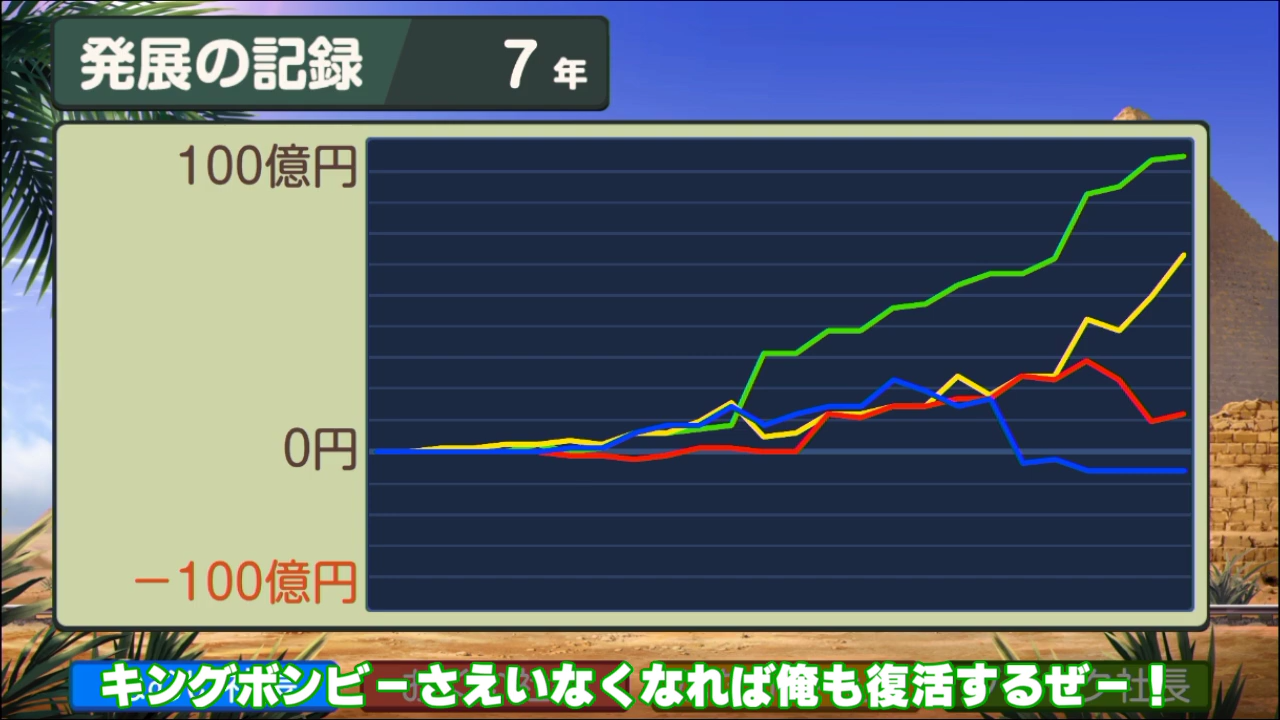 発展の記録
7年
100億円
0円
−100億円
キングボンビーさえいなくなれば俺も復活するぜー！
社長